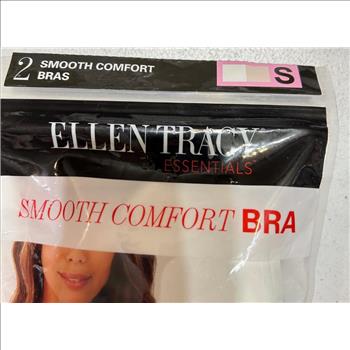 2 SMOOTH COMFORT
BRAS
S
ELLEN TRACY
ESSENTIALS
SMOOTH COMFORT BRA